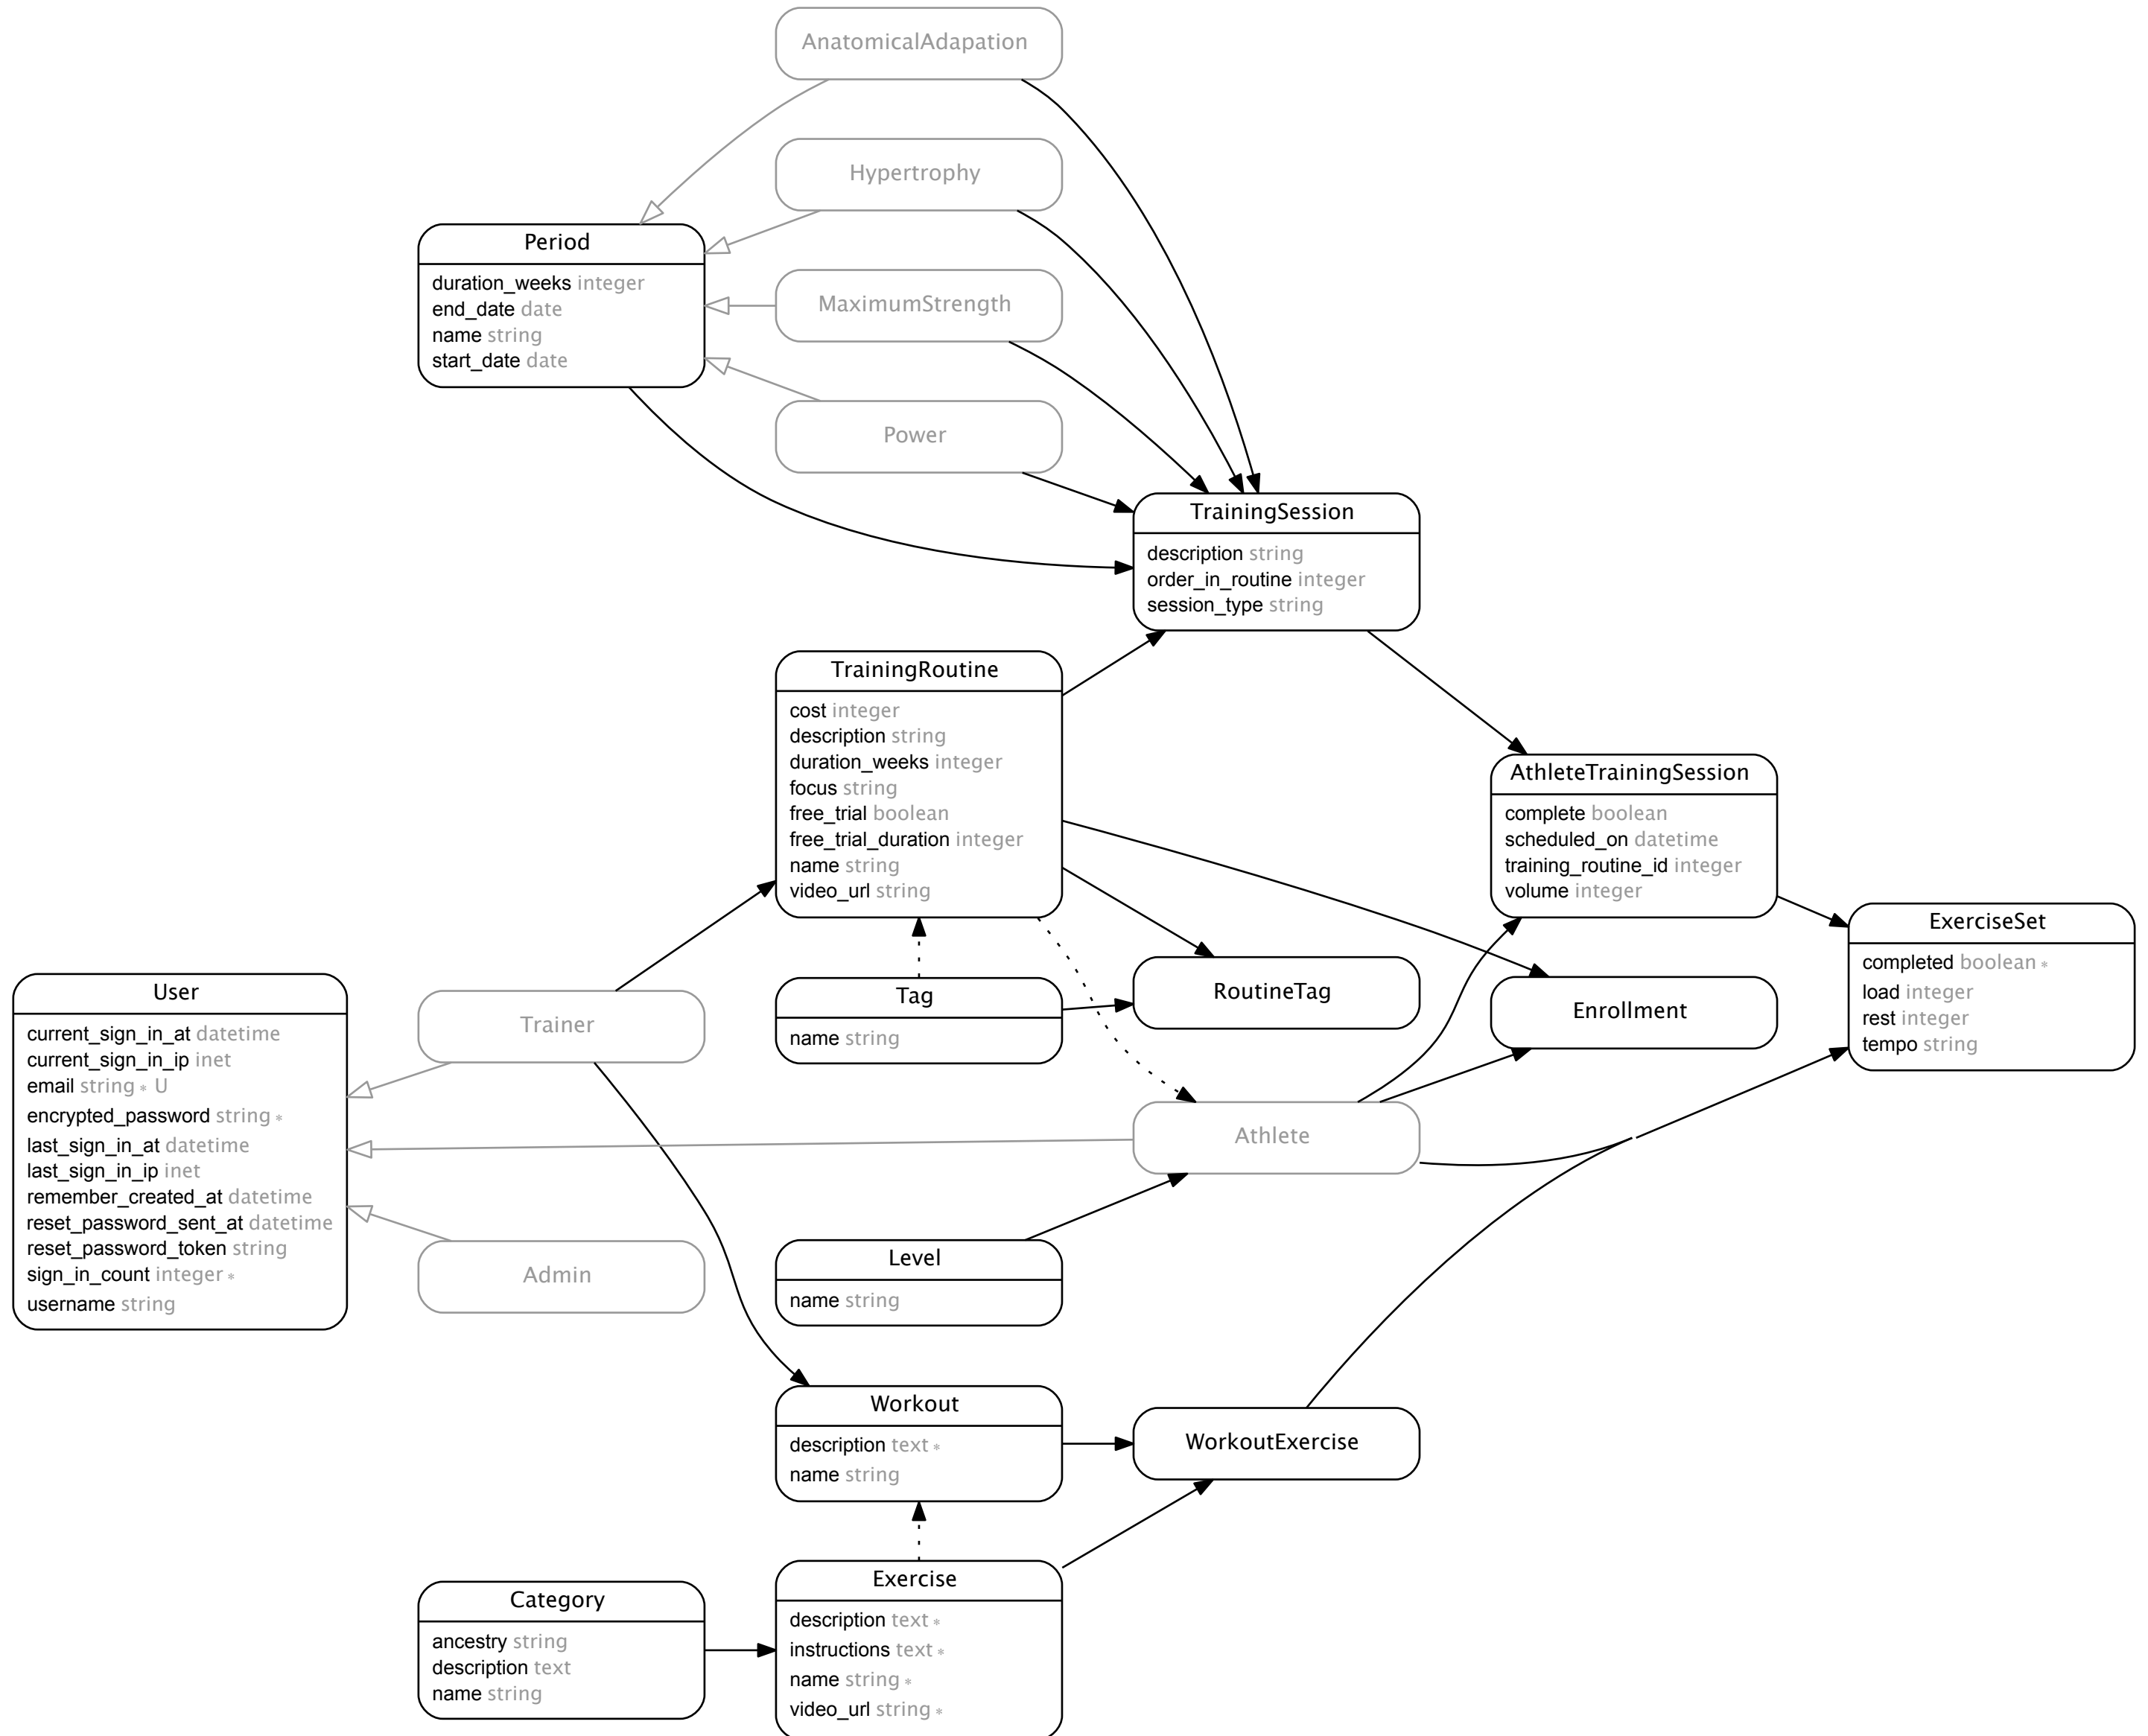 AnatomicalAdapation
Hypertrophy
Period
duration_weeks integer
end_date date
name string
start_date date
MaximumStrength
Power
TrainingSession
description string
order_in_routine integer
session_type string
TrainingRoutine
cost integer
description string
duration_weeks integer
focus string
free_trial boolean
free_trial_duration integer
name string
video_url string
AthleteTrainingSession
complete boolean
scheduled_on datetime
training_routine_id integer
volume integer
ExerciseSet
completed boolean *
load integer
rest integer
tempo string
User
current_sign_in_at datetime
current_sign_in_ip inet
email string * U
encrypted_password string *
last_sign_in_at datetime
last_sign_in_ip inet
remember_created_at datetime
reset_password_sent_at datetime
reset_password_token string
sign_in_count integer *
username string
Trainer
Tag
name string
RoutineTag
Enrollment
Athlete
Admin
Level
name string
Workout
description text *
name string
WorkoutExercise
Category
ancestry string
description text
name string
Exercise
description text *
instructions text *
name string *
video_url string *